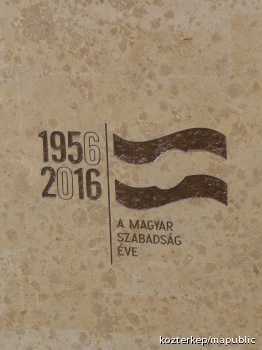 1956
2016
A MAGYAR
SZABADSÁG
ÉVE
kozterkep/mapublic